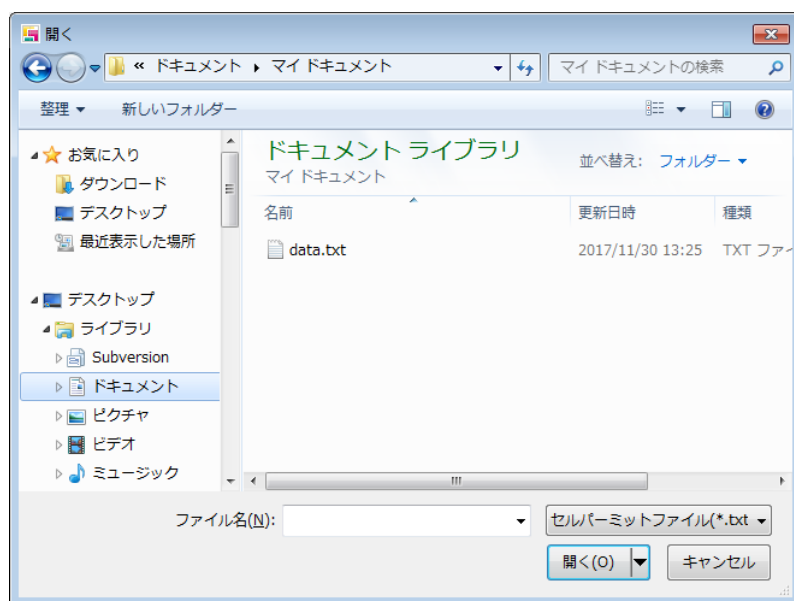 開く
« ドキュメント ▸ マイ ドキュメント
マイ ドキュメントの検索
整理 ▼ 新しいフォルダー
お気に入り
ダウンロード
デスクトップ
最近表示した場所
デスクトップ
ライブラリ
Subversion
ドキュメント
ピクチャ
ビデオ
ミュージック
ドキュメント ライブラリ
マイ ドキュメント
並べ替え: フォルダー ▼
名前 更新日時 種類
data.txt 2017/11/30 13:25 TXT ファイ
ファイル名(N):
セルパーミットファイル(*.txt
開く(O) キャンセル